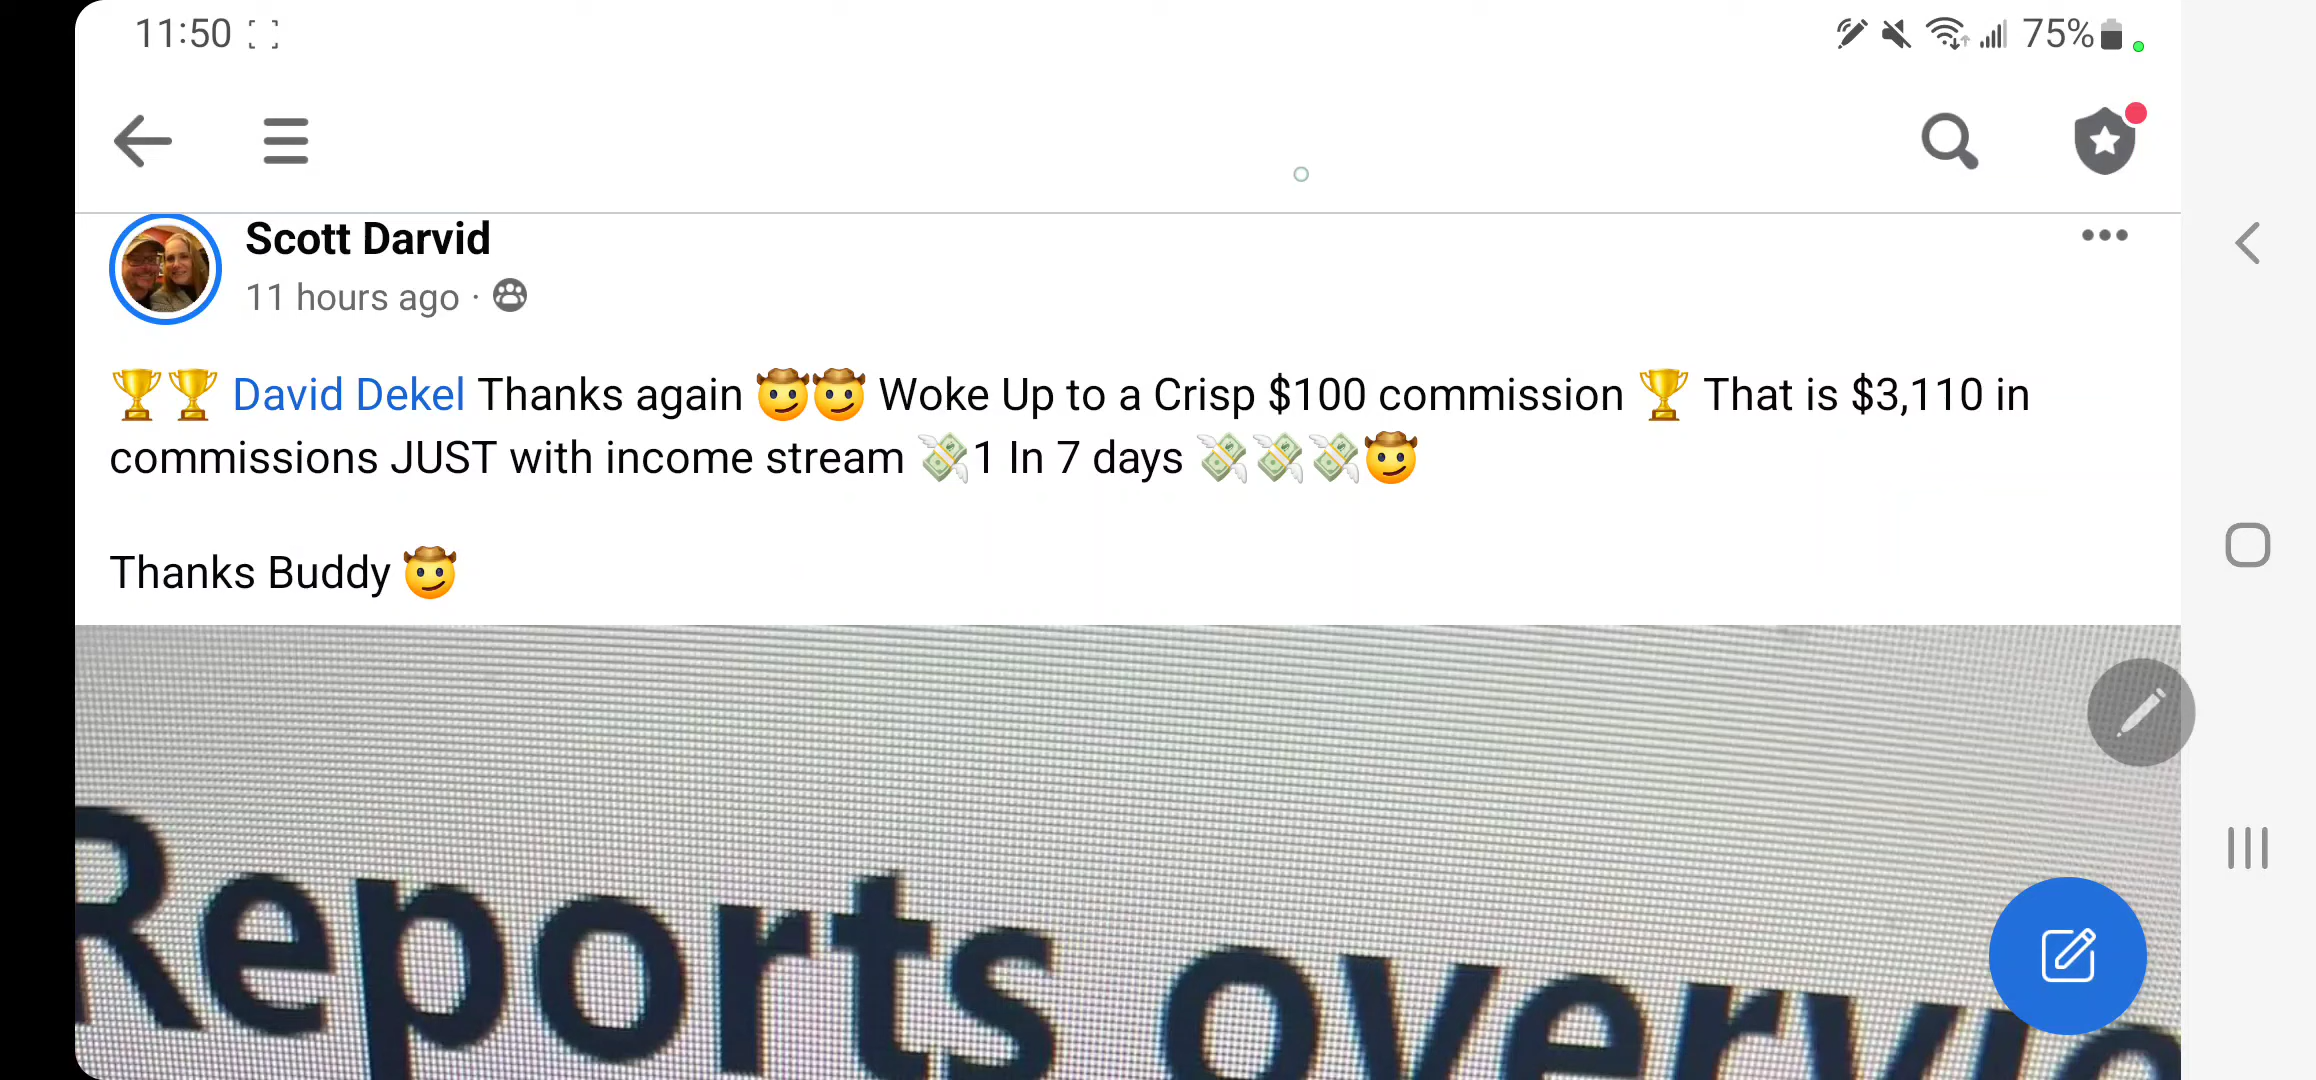 11:50
75%
Scott Darvid
11 hours ago ·
🏆🏆 David Dekel Thanks again 🤠🤠 Woke Up to a Crisp $100 commission 🏆 That is $3,110 in
commissions JUST with income stream 💸1 In 7 days 💸💸💸🤠
Thanks Buddy 🤠
Reports overvie